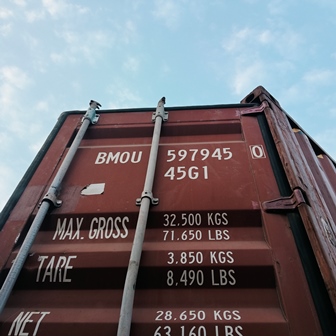 BMOU 597945 0
45G1
MAX. GROSS 32.500 KGS
71.650 LBS
TARE 3.850 KGS
8.490 LBS
NET 28.650 KGS
63.160 LBS